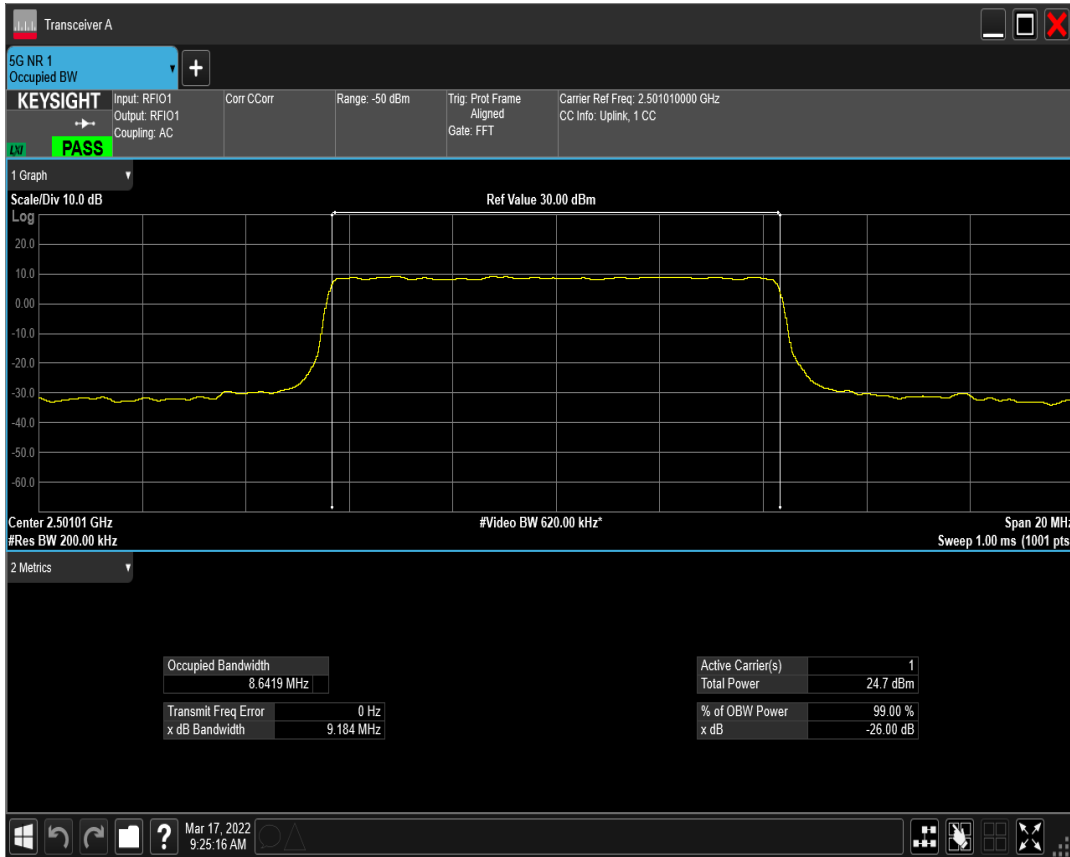 Transceiver A
5G NR 1
Occupied BW
KEYSIGHT
LXI
PASS
Input: RFIO1
Output: RFIO1
Coupling: AC
Corr CCorr
Range: -50 dBm
Trig: Prot Frame
Aligned
Gate: FFT
Carrier Ref Freq: 2.501010000 GHz
CC Info: Uplink, 1 CC
1 Graph
Scale/Div 10.0 dB
Ref Value 30.00 dBm
Log
20.0
10.0
0.00
-10.0
-20.0
-30.0
-40.0
-50.0
-60.0
Center 2.50101 GHz
#Video BW 620.00 kHz*
Span 20 MHz
#Res BW 200.00 kHz
Sweep 1.00 ms (1001 pts
2 Metrics
Occupied Bandwidth
8.6419 MHz
Transmit Freq Error 0 Hz
x dB Bandwidth 9.184 MHz
Active Carrier(s) 1
Total Power 24.7 dBm
% of OBW Power 99.00 %
x dB -26.00 dB
?
Mar 17, 2022
9:25:16 AM